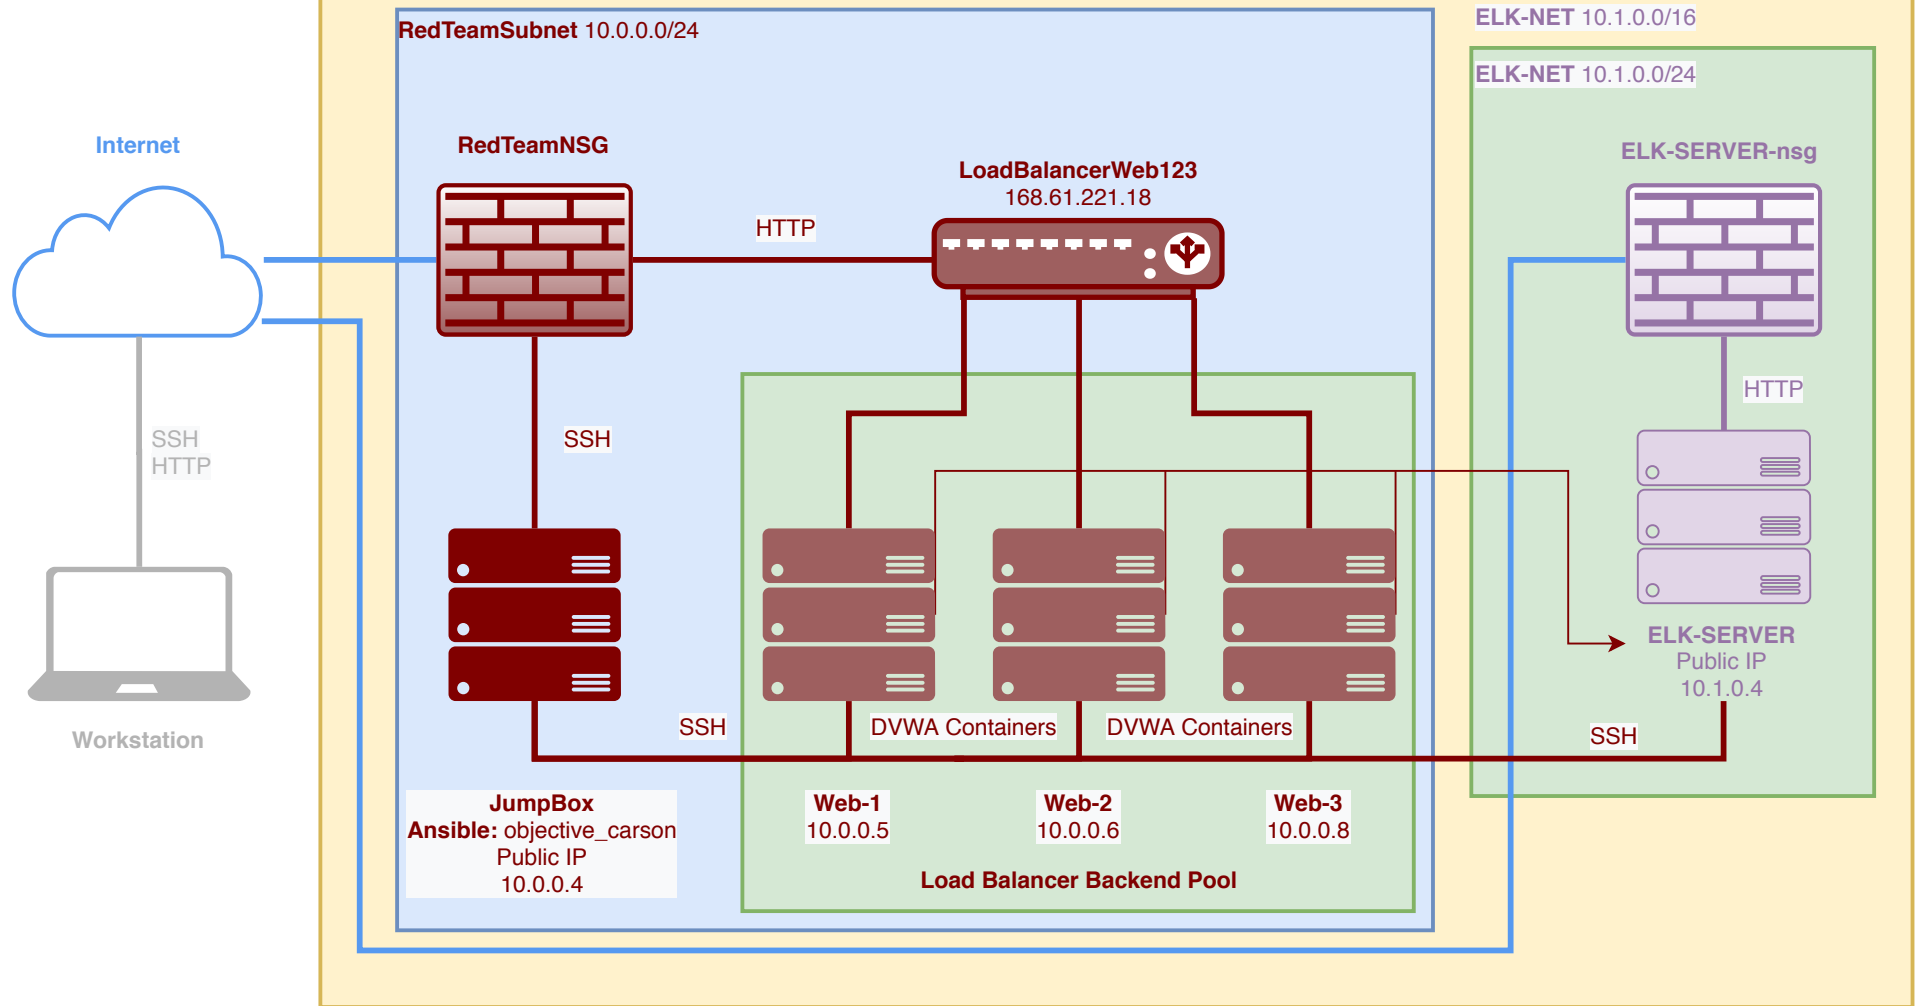 RedTeamSubnet 10.0.0.0/24
ELK-NET 10.1.0.0/16
ELK-NET 10.1.0.0/24
Internet
RedTeamNSG
LoadBalancerWeb123
168.61.221.18
ELK-SERVER-nsg
HTTP
HTTP
SSH
HTTP
SSH
ELK-SERVER
Public IP
10.1.0.4
SSH
DVWA Containers
DVWA Containers
SSH
Workstation
JumpBox
Ansible: objective_carson
Public IP
10.0.0.4
Web-1
10.0.0.5
Web-2
10.0.0.6
Web-3
10.0.0.8
Load Balancer Backend Pool